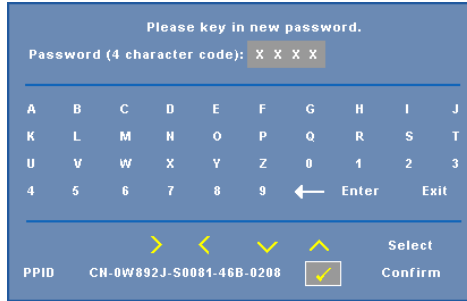 Please key in new password.
Password (4 character code): X X X X
A B C D E F G H I J
K L M N O P Q R S T
U V W X Y Z 0 1 2 3
4 5 6 7 8 9 Enter Exit
Select
PPID CN-0W892J-S0081-46B-0208 Confirm